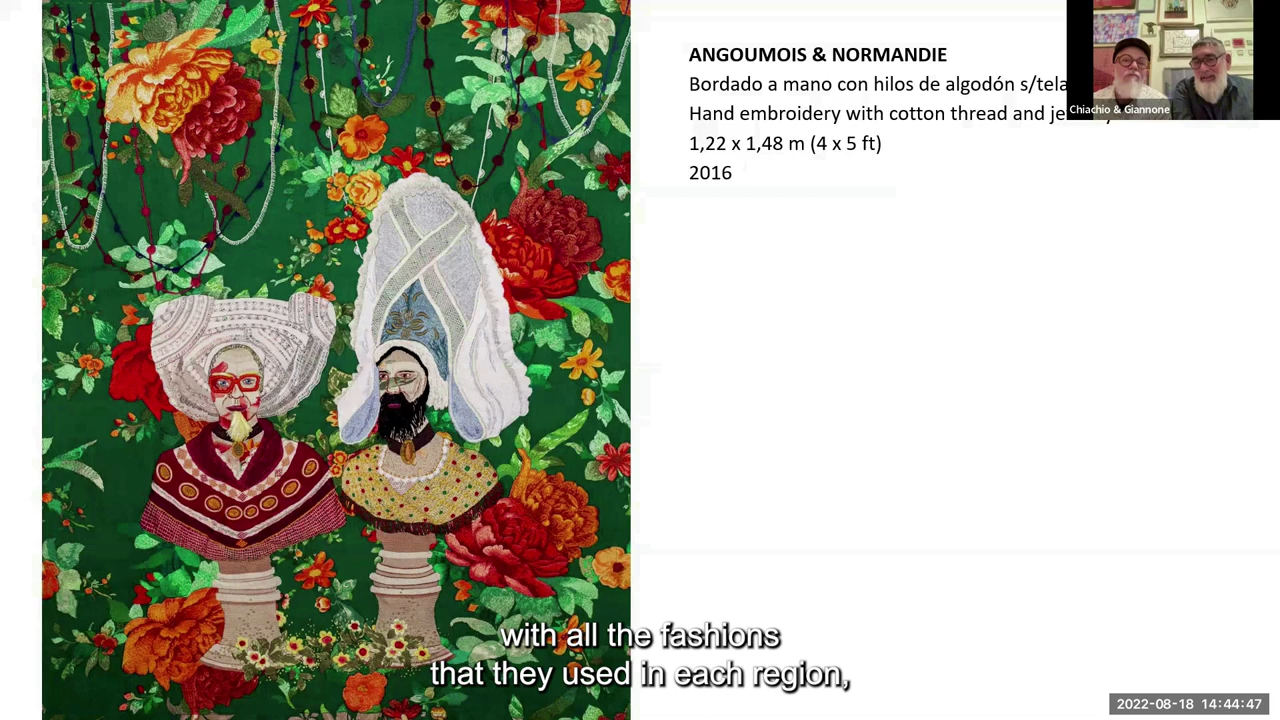 ANGOUMOIS & NORMANDIE
Bordado a mano con hilos de algodón s/tela
Hand embroidery with cotton thread and
1,22 x 1,48 m (4 x 5 ft)
2016
Chiachio & Giannone
with all the fashions
that they used in each region,
2022-08-18 14:44:47